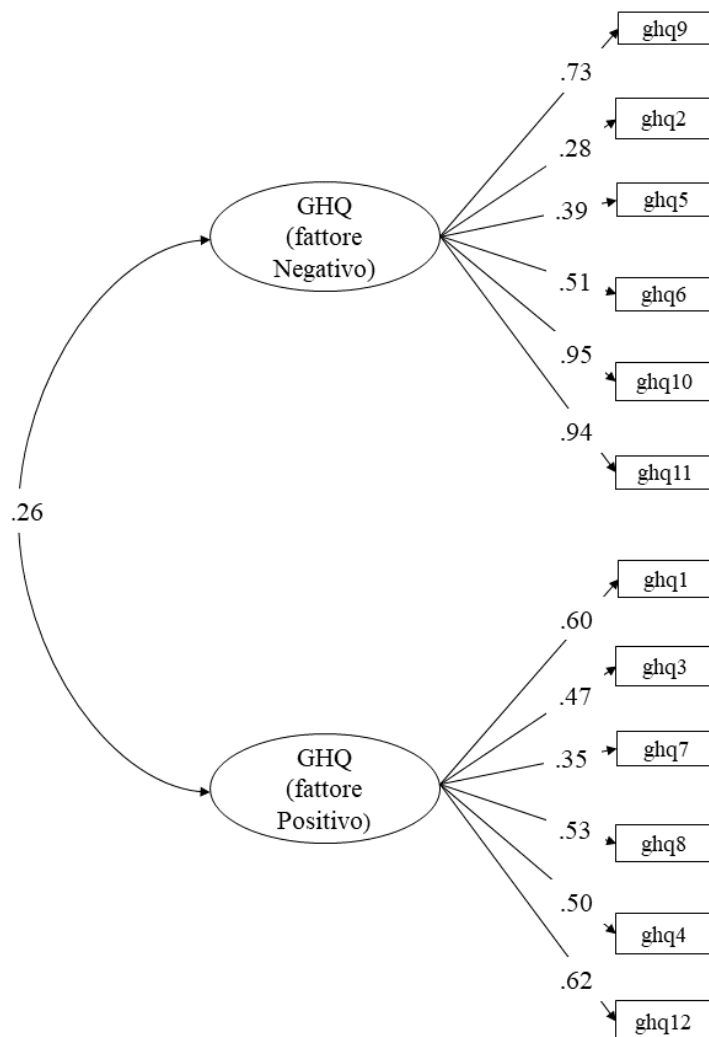 ghq9
.73
ghq2
.28
ghq5
.39
GHQ
(fattore
Negativo)
.51
ghq6
.95
ghq10
.94
ghq11
.26
ghq1
.60
ghq3
.47
ghq7
.35
GHQ
(fattore
Positivo)
.53
ghq8
.50
ghq4
.62
ghq12